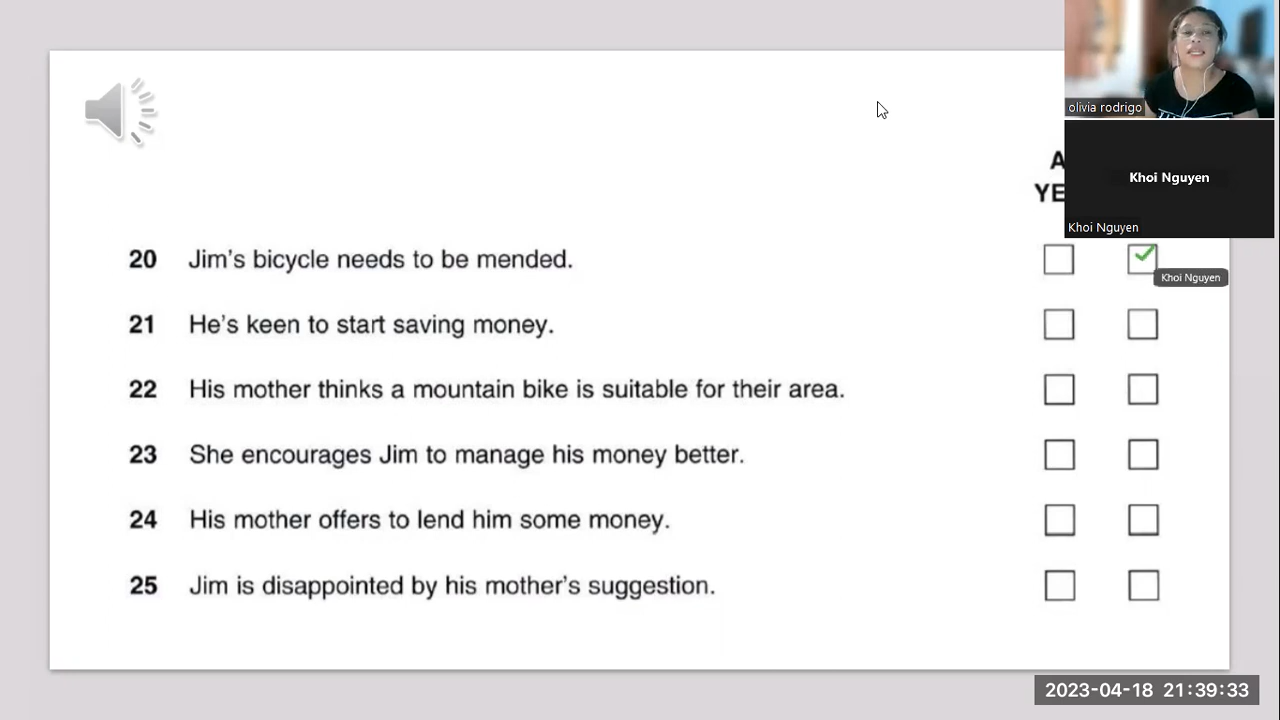 olivia rodrigo
Khoi Nguyen
Khoi Nguyen
A
YE
20 Jim's bicycle needs to be mended.
Khoi Nguyen
21 He's keen to start saving money.
22 His mother thinks a mountain bike is suitable for their area.
23 She encourages Jim to manage his money better.
24 His mother offers to lend him some money.
25 Jim is disappointed by his mother's suggestion.
2023-04-18 21:39:33